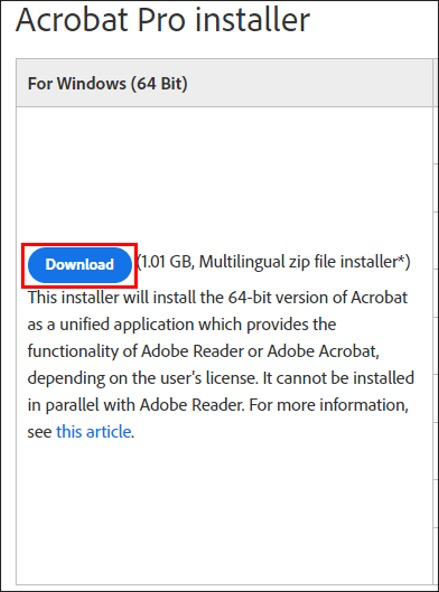 Acrobat Pro installer
For Windows (64 Bit)
Download (1.01 GB, Multilingual zip file installer*)
This installer will install the 64-bit version of Acrobat
as a unified application which provides the
functionality of Adobe Reader or Adobe Acrobat,
depending on the user's license. It cannot be installed
in parallel with Adobe Reader. For more information,
see this article.